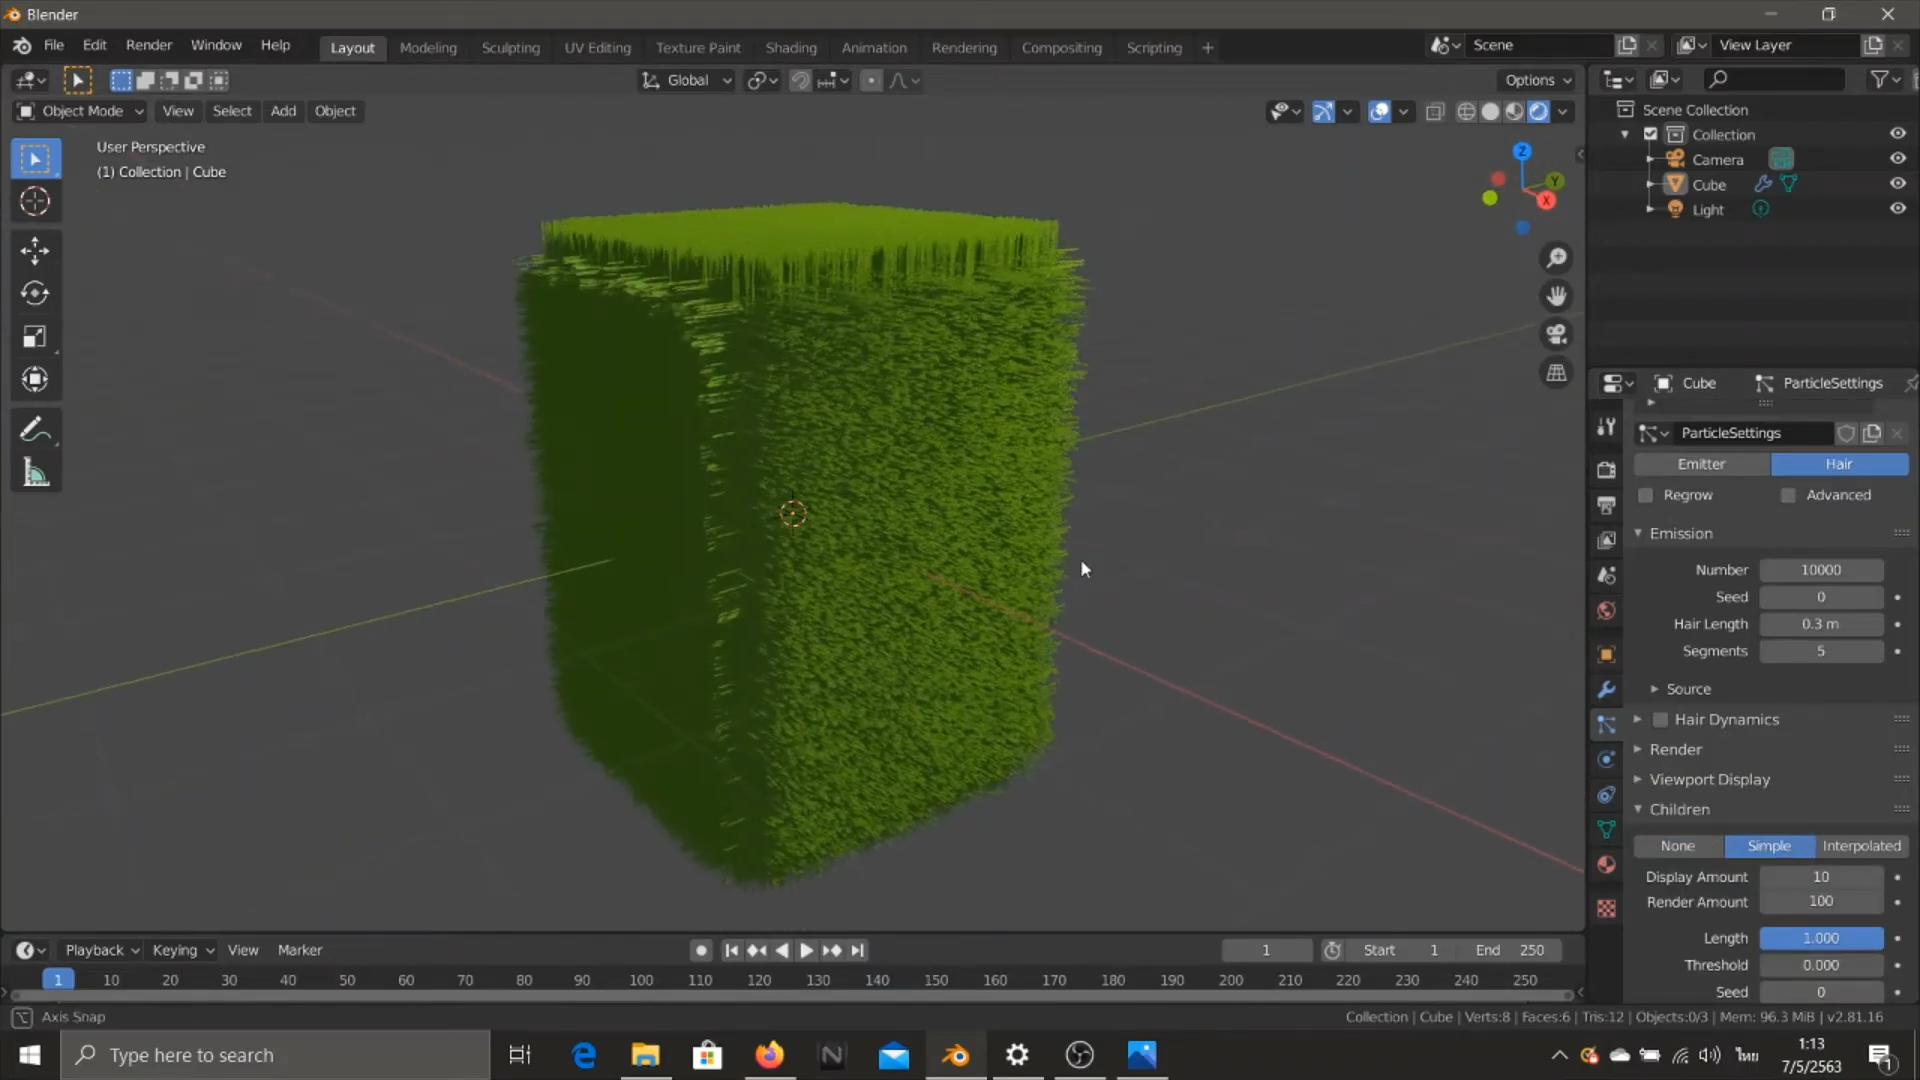 Blender
File Edit Render Window Help Layout Modeling Sculpting UV Editing Texture Paint Shading Animation Rendering Compositing Scripting + Scene View Layer
Global Options
Object Mode View Select Add Object
User Perspective
(1) Collection | Cube
Z
Y
X
Scene Collection
Collection
Camera
Cube
Light
Cube ParticleSettings
ParticleSettings
Emitter Hair
Regrow Advanced
Emission
Number 10000
Seed 0
Hair Length 0.3 m
Segments 5
Source
Hair Dynamics
Render
Viewport Display
Children
None Simple Interpolated
Display Amount 10
Render Amount 100
Length 1.000
Threshold 0.000
Seed 0
Playback Keying View Marker 1 Start 1 End 250
1 10 20 30 40 50 60 70 80 90 100 110 120 130 140 150 160 170 180 190 200 210 220 230 240 250
Axis Snap Collection | Cube | Verts:8 | Faces:6 | Tris:12 | Objects:0/3 | Mem: 96.3 MiB | v2.81.16
Type here to search ไทย 1:13
7/5/2563 1